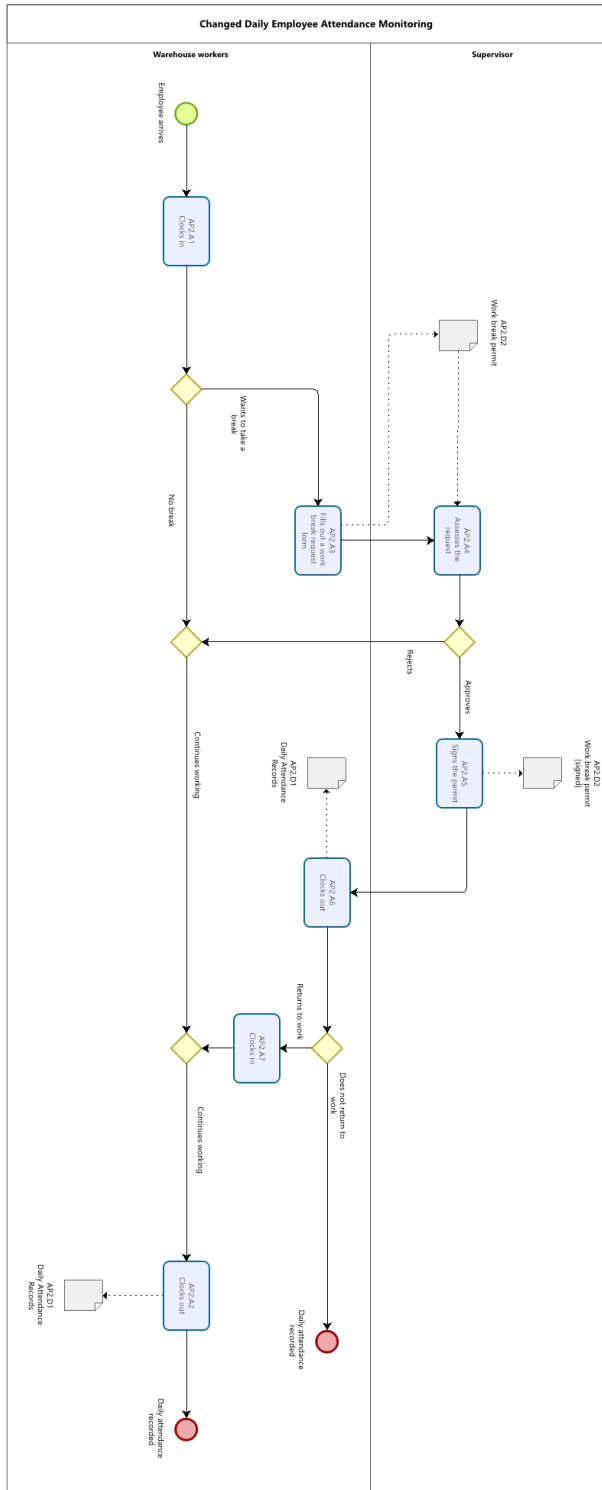 Changed Daily Employee Attendance Monitoring
Warehouse workers
Supervisor
Employee arrives
AP2.A1
Clocks in
AP2.D2
Work break permit
Wants to take a
break
No break
AP2.A3
Fills out a work
break request
form
AP2.A4
Assesses the
request
Rejects
Approves
Continues working
AP2.D1
Daily Attendance
Records
AP2.A5
Signs the permit
AP2.D2
Work break permit
(signed)
AP2.A6
Clocks out
Returns to work
AP2.A7
Clocks in
Does not return to
work
Continues working
AP2.D1
Daily Attendance
Records
AP2.A2
Clocks out
Daily attendance
recorded
Daily attendance
recorded